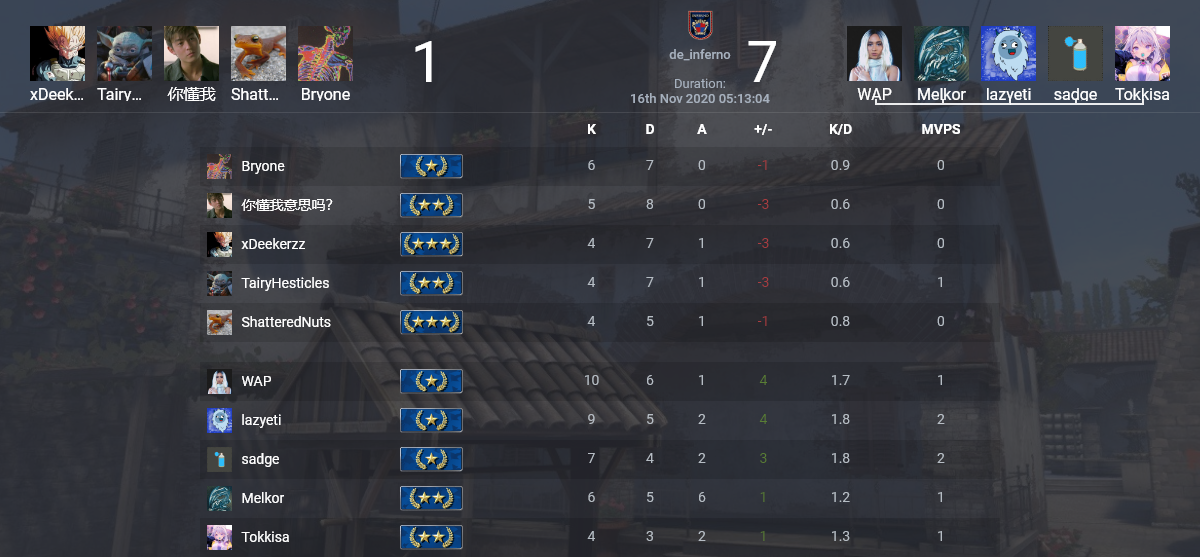 1
de_inferno
7
Duration:
16th Nov 2020 05:13:04
xDeek... Tairy... 你懂我 Shatt... Bryone
WAP Melkor lazyeti sadge Tokkisa
K D A +/- K/D MVPS
Bryone 6 7 0 -1 0.9 0
你懂我意思吗? 5 8 0 -3 0.6 0
xDeekerzz 4 7 1 -3 0.6 0
TairyHesticles 4 7 1 -3 0.6 1
ShatteredNuts 4 5 1 -1 0.8 0
WAP 10 6 1 4 1.7 1
lazyeti 9 5 2 4 1.8 2
sadge 7 4 2 3 1.8 2
Melkor 6 5 6 1 1.2 1
Tokkisa 4 3 2 1 1.3 1